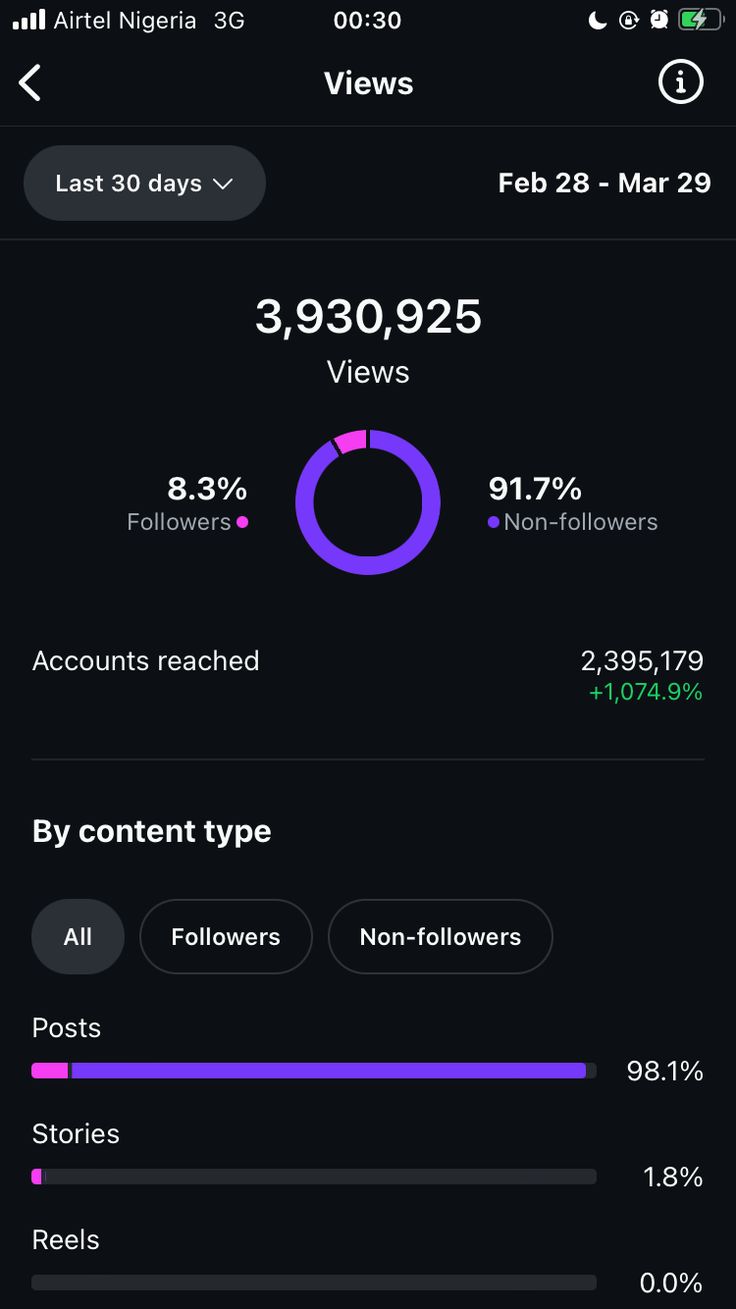 Airtel Nigeria 3G 00:30
Views
Last 30 days Feb 28 - Mar 29
3,930,925
Views
8.3% 91.7%
Followers Non-followers
Accounts reached 2,395,179
+1,074.9%
By content type
All Followers Non-followers
Posts
98.1%
Stories
1.8%
Reels
0.0%